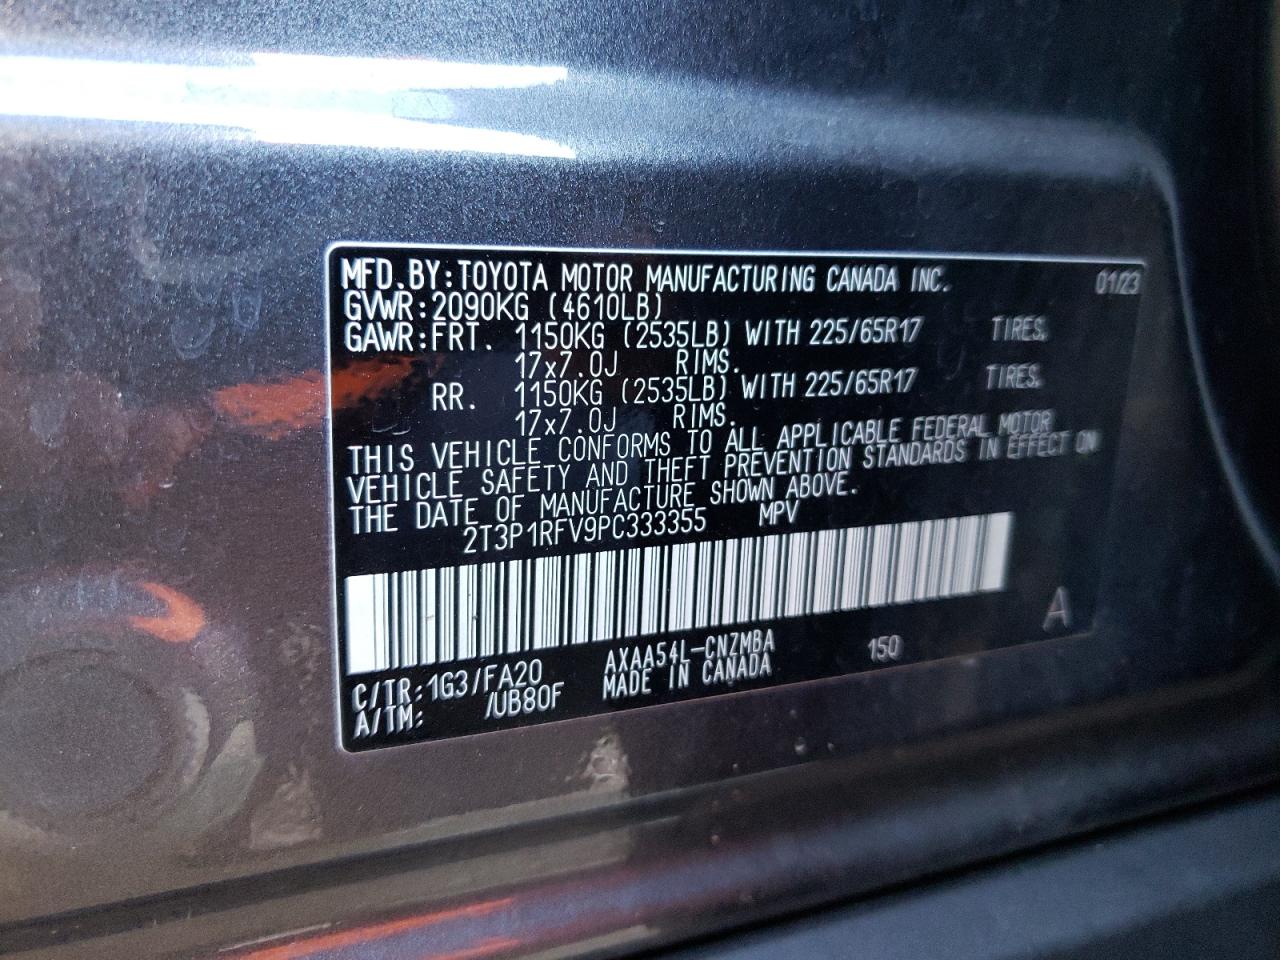 MFD.BY:TOYOTA MOTOR MANUFACTURING CANADA INC. 01/23
GVWR:2090KG (4610LB)
GAWR:FRT. 1150KG (2535LB) WITH 225/65R17 TIRES.
17x7.0J RIMS.
RR. 1150KG (2535LB) WITH 225/65R17 TIRES.
17x7.0J RIMS.
THIS VEHICLE CONFORMS TO ALL APPLICABLE FEDERAL MOTOR
VEHICLE SAFETY AND THEFT PREVENTION STANDARDS IN EFFECT ON
THE DATE OF MANUFACTURE SHOWN ABOVE.
2T3P1RFV9PC333355 MPV
A
C/TR:1G3/FA20 AXAA54L-CNZMBA 150
A/TM: /UB80F MADE IN CANADA